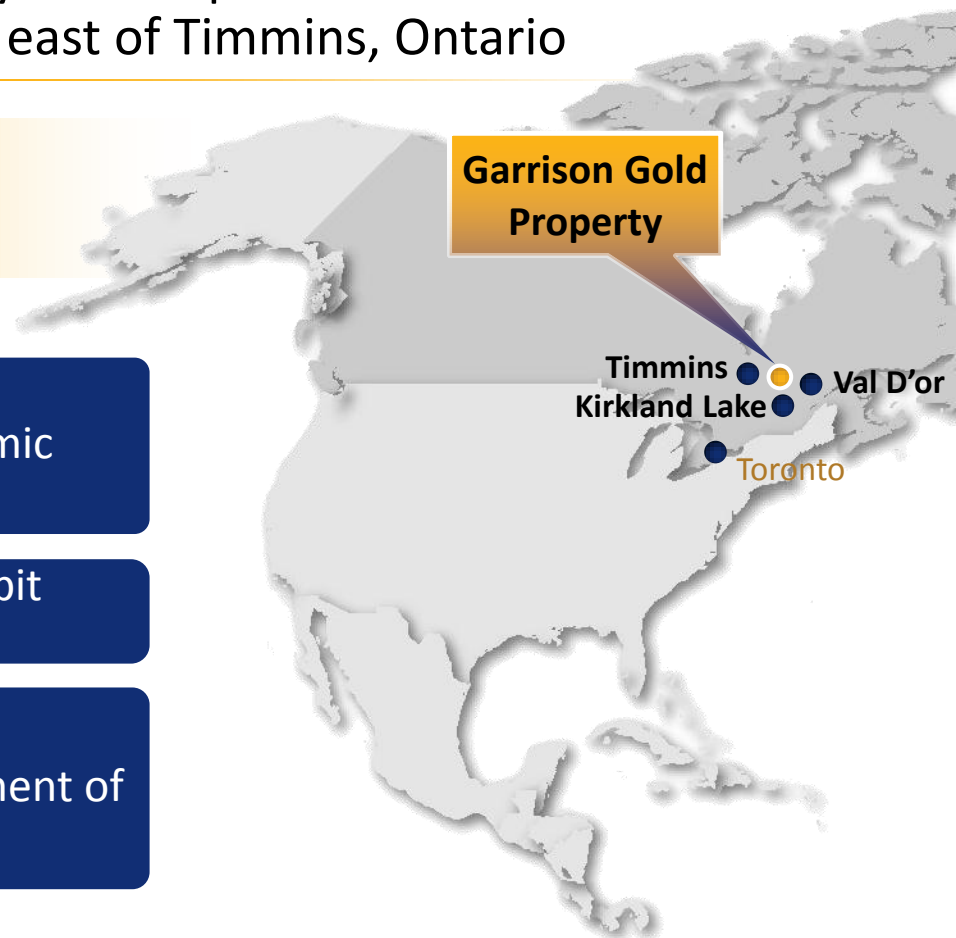 east of Timmins, Ontario
Garrison Gold
Property
Timmins
Val D'or
Kirkland Lake
Toronto
mic
pit
nent of